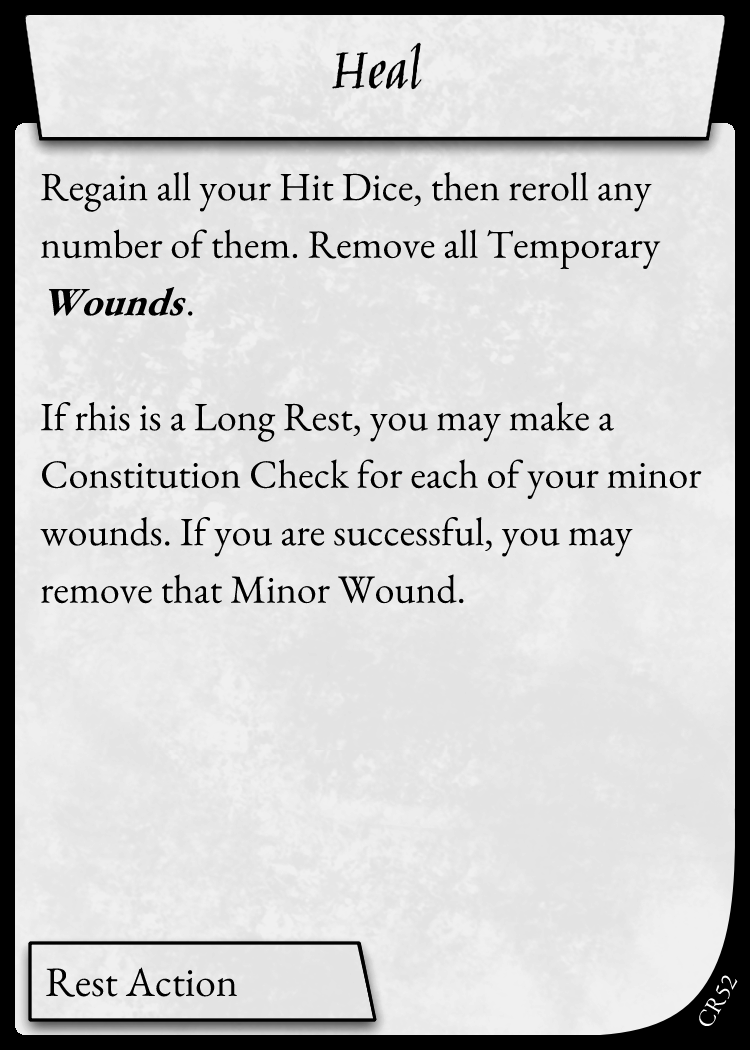 Heal
Regain all your Hit Dice, then reroll any
number of them. Remove all Temporary
Wounds.
If rhis is a Long Rest, you may make a
Constitution Check for each of your minor
wounds. If you are successful, you may
remove that Minor Wound.
Rest Action
CR52